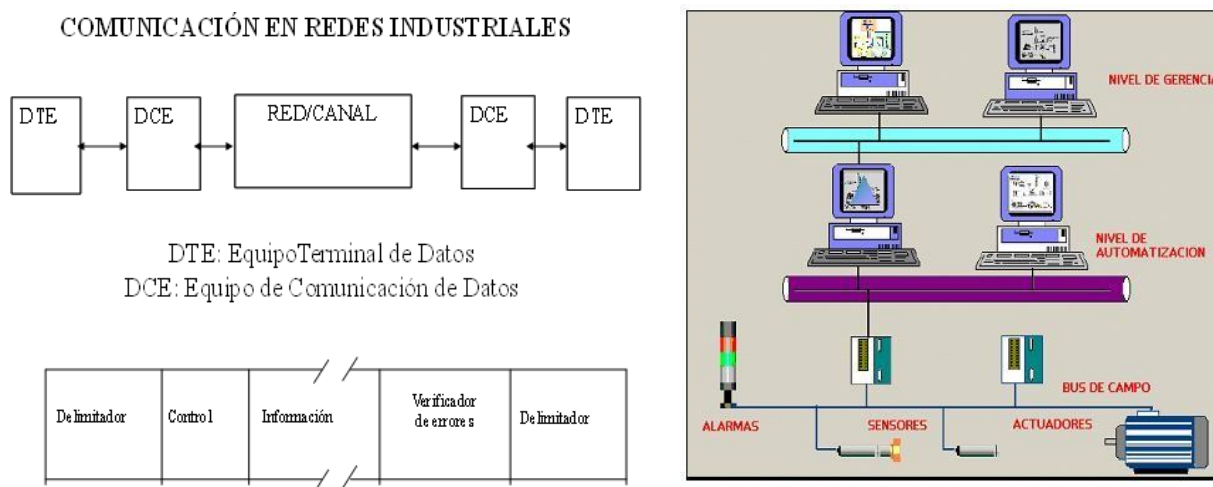 COMUNICACIÓN EN REDES INDUSTRIALES
DTE
DCE
RED/CANAL
DCE
DTE
DTE: EquipoTerminal de Datos
DCE: Equipo de Comunicación de Datos
Delimitador
Control
Información
Verificador
de errores
Delimitador
NIVEL DE GERENCIA
NIVEL DE
AUTOMATIZACION
BUS DE CAMPO
ALARMAS
SENSORES
ACTUADORES